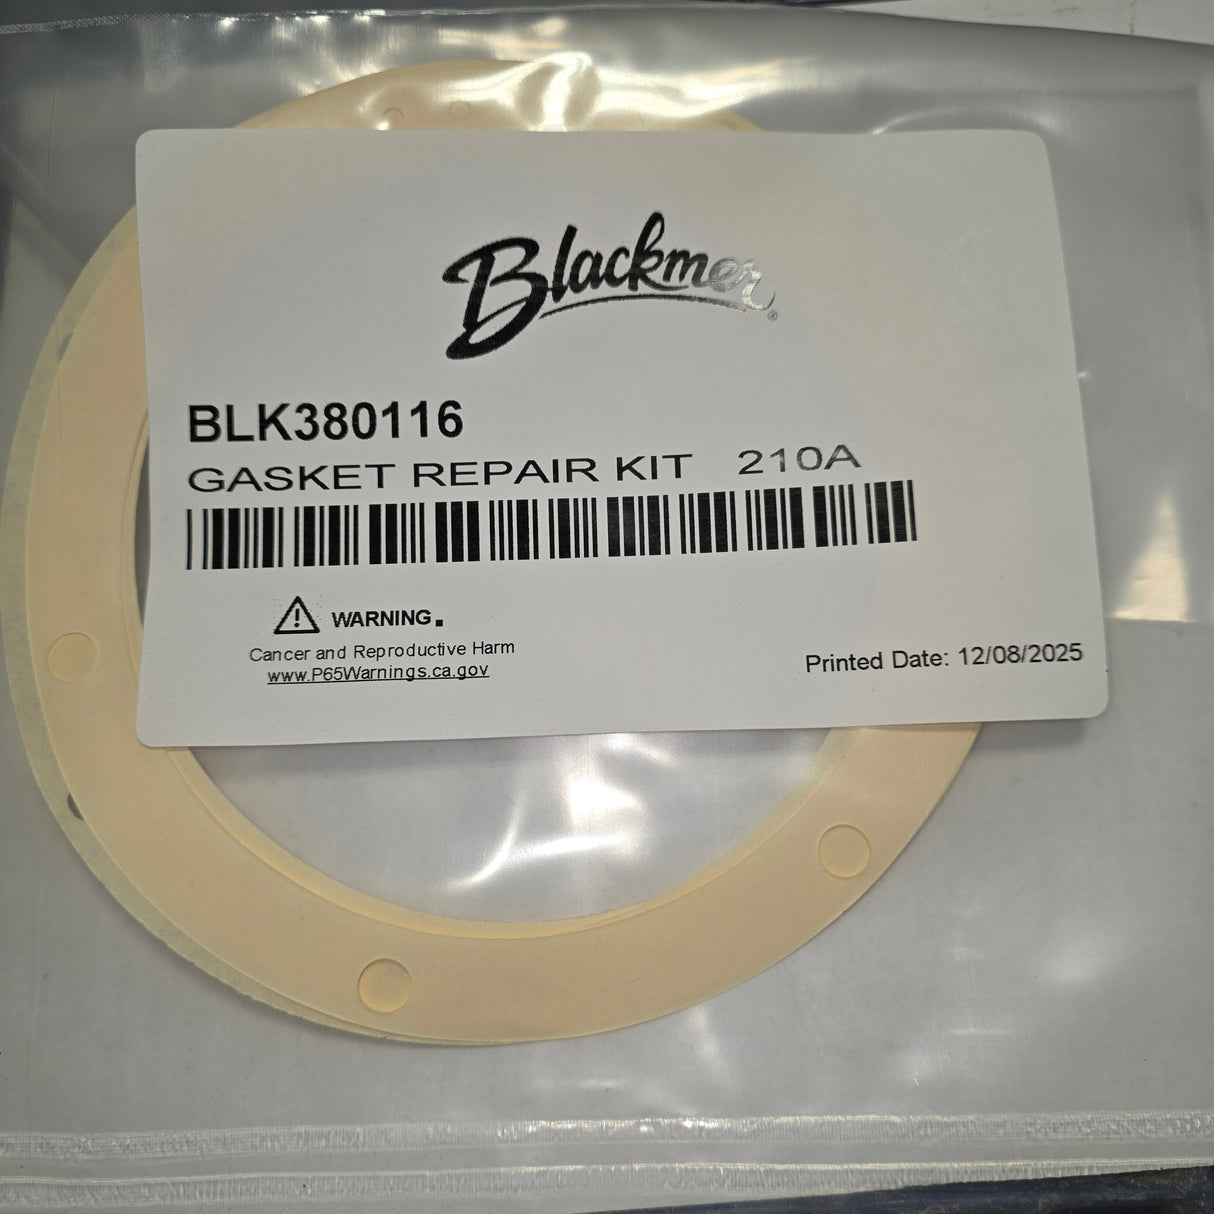 Blackmer®
BLK380116
GASKET REPAIR KIT 210A
WARNING.
Cancer and Reproductive Harm
www.P65Warnings.ca.gov
Printed Date: 12/08/2025